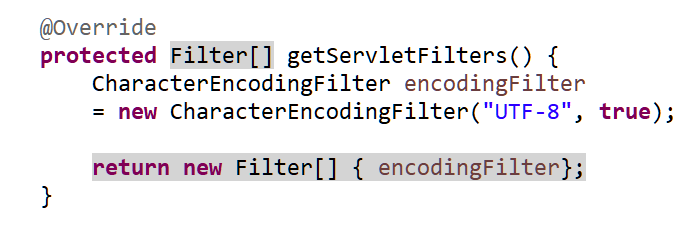 @Override
protected Filter[] getServletFilters() {
CharacterEncodingFilter encodingFilter
= new CharacterEncodingFilter("UTF-8", true);
return new Filter[] { encodingFilter};
}